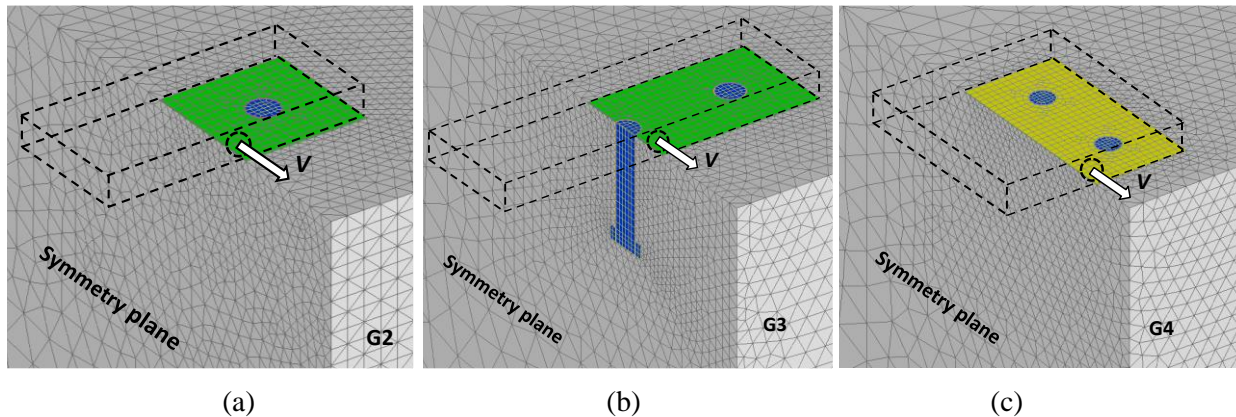 V
Symmetry plane
G2
(a)
V
Symmetry plane
G3
(b)
V
Symmetry plane
G4
(c)